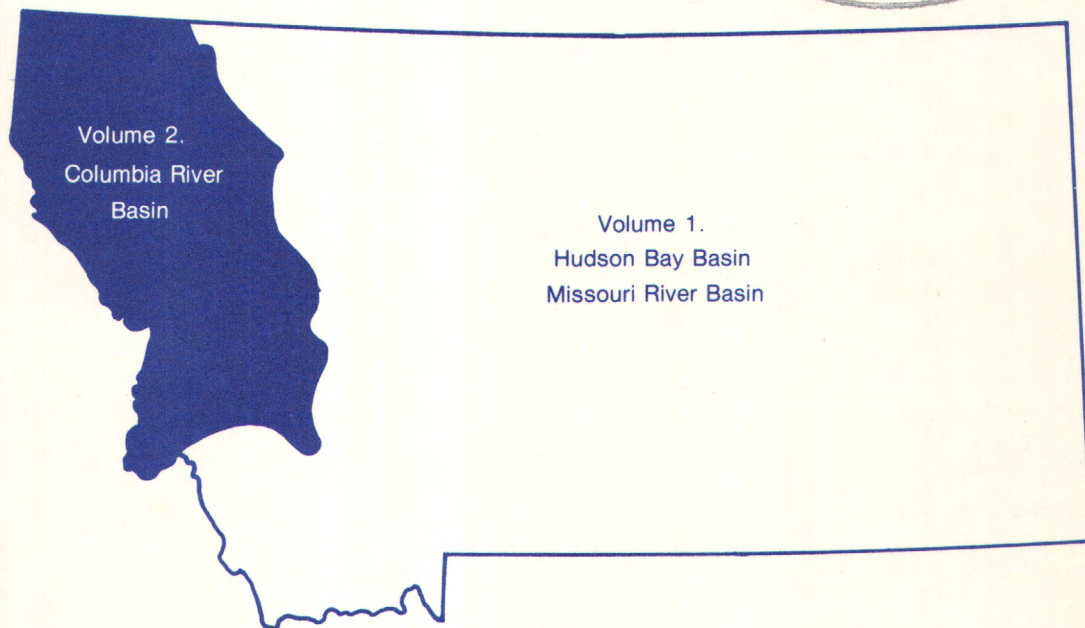 Volume 2.
Columbia River
Basin
Volume 1.
Hudson Bay Basin
Missouri River Basin